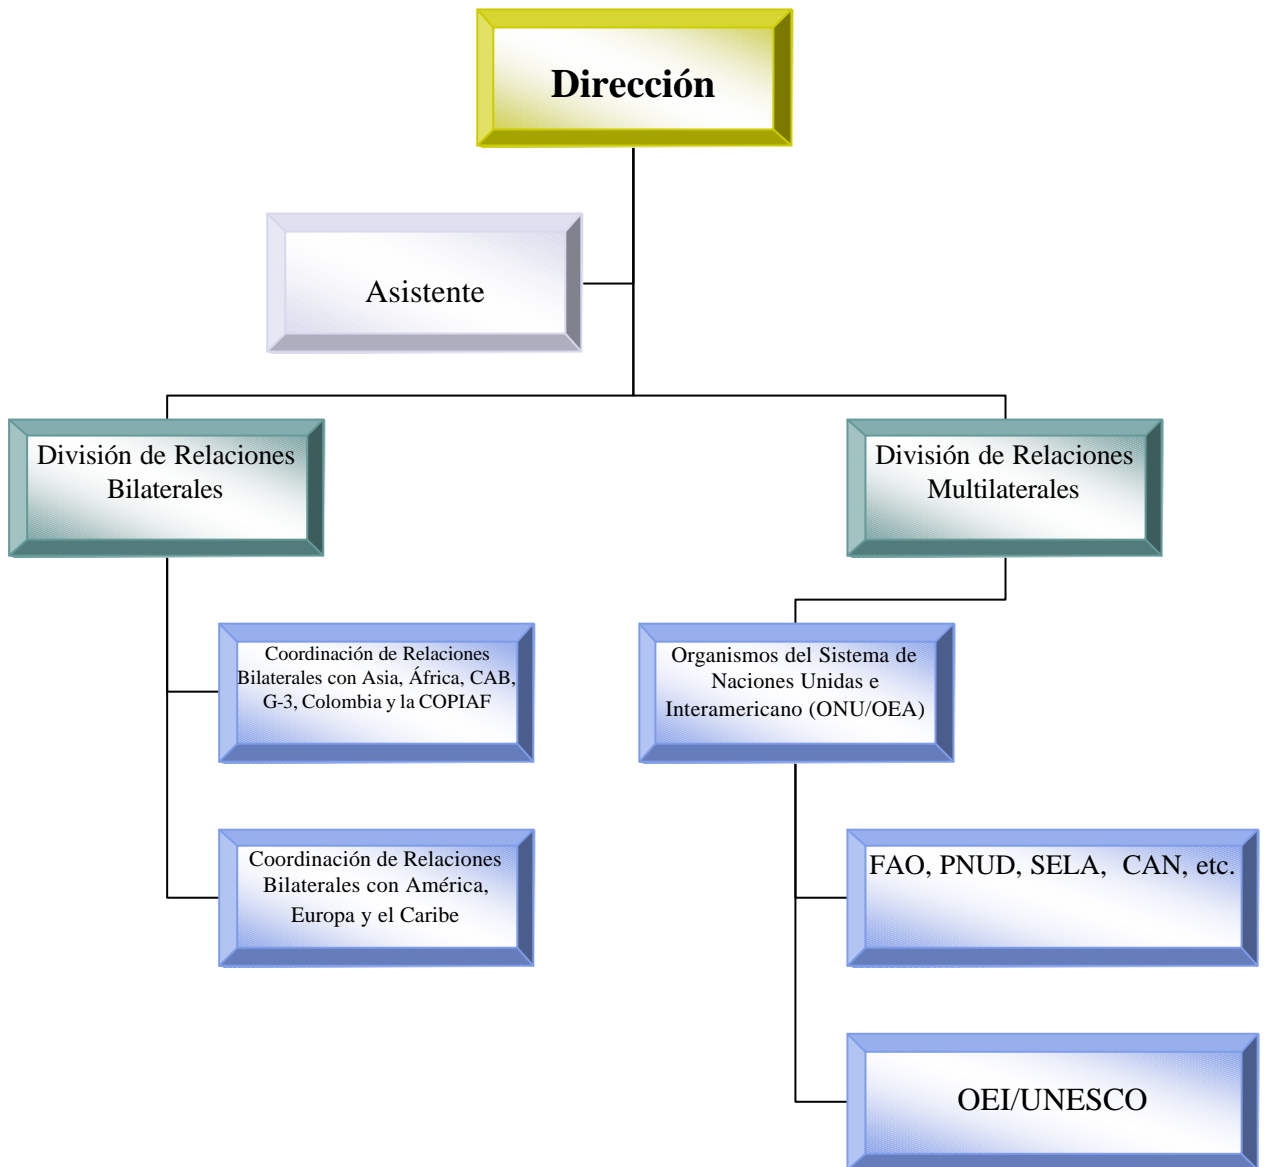 Dirección
Asistente
División de Relaciones
Bilaterales
División de Relaciones
Multilaterales
Coordinación de Relaciones
Bilaterales con Asia, África, CAB,
G-3, Colombia y la COPIAF
Organismos del Sistema de
Naciones Unidas e
Interamericano (ONU/OEA)
Coordinación de Relaciones
Bilaterales con América,
Europa y el Caribe
FAO, PNUD, SELA, CAN, etc.
OEI/UNESCO